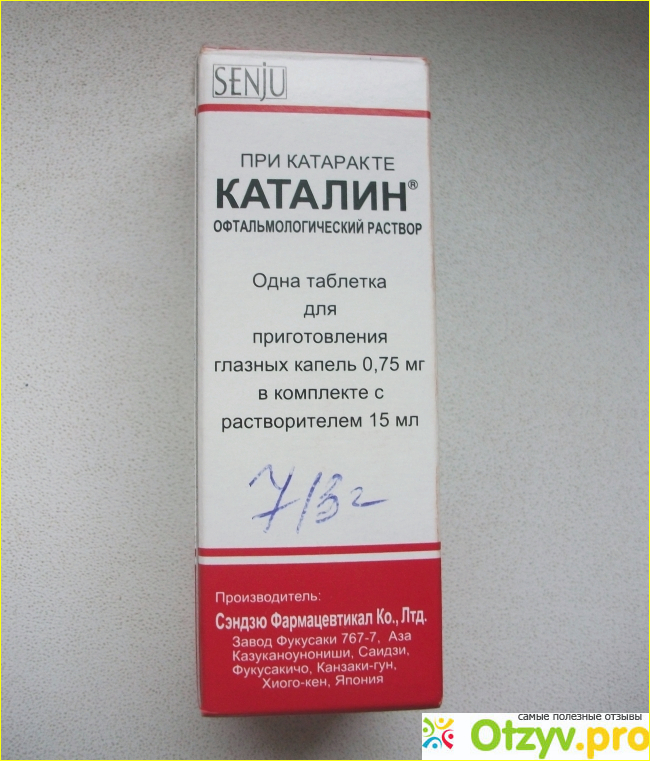 SENJU
ПРИ КАТАРАКТЕ
КАТАЛИН®
ОФТАЛЬМОЛОГИЧЕСКИЙ РАСТВОР
Одна таблетка
для
приготовления
глазных капель 0,75 мг
в комплекте с
растворителем 15 мл
Производитель:
Сэндзю Фармацевтикал Ко., Лтд.
Завод Фукусаки 767-7, Аза
Казуканоунониши, Саидзи,
Фукусакичо, Канзаки-гун,
Хиого-кен, Япония
самые полезные отзывы
Otzyv.pro